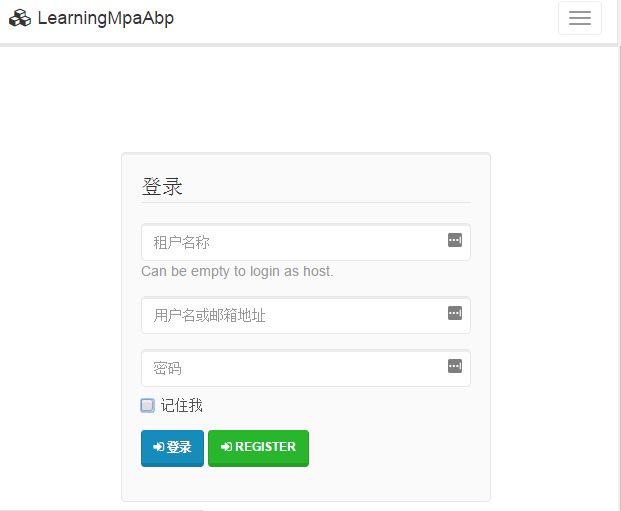 LearningMpaAbp
登录
租户名称
Can be empty to login as host.
用户名或邮箱地址
密码
记住我
登录 REGISTER